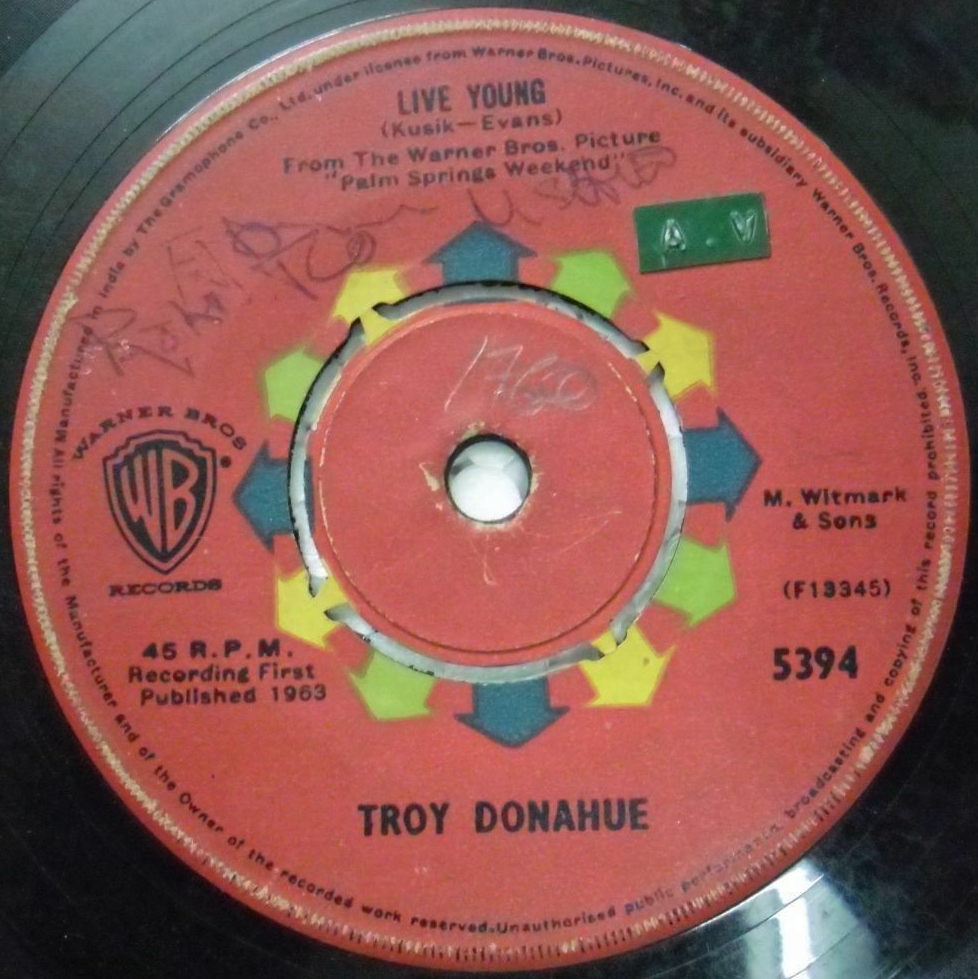 Manufactured in India by The Gramophone Co., Ltd. under license from Warner Bros. Pictures, Inc. and its subsidiary Warner Bros. Records, Inc.
LIVE YOUNG
(Kusik—Evans)
From The Warner Bros. Picture
"Palm Springs Weekend"
A . V
1760
WARNER BROS
WB
RECORDS
M. Witmark
& Sons
(F13345)
45 R.P.M.
Recording First
Published 1963
5394
TROY DONAHUE
All rights of the Manufacturer and of the Owner of the recorded work reserved. Unauthorised public performance, broadcasting and copying of this record prohibited.